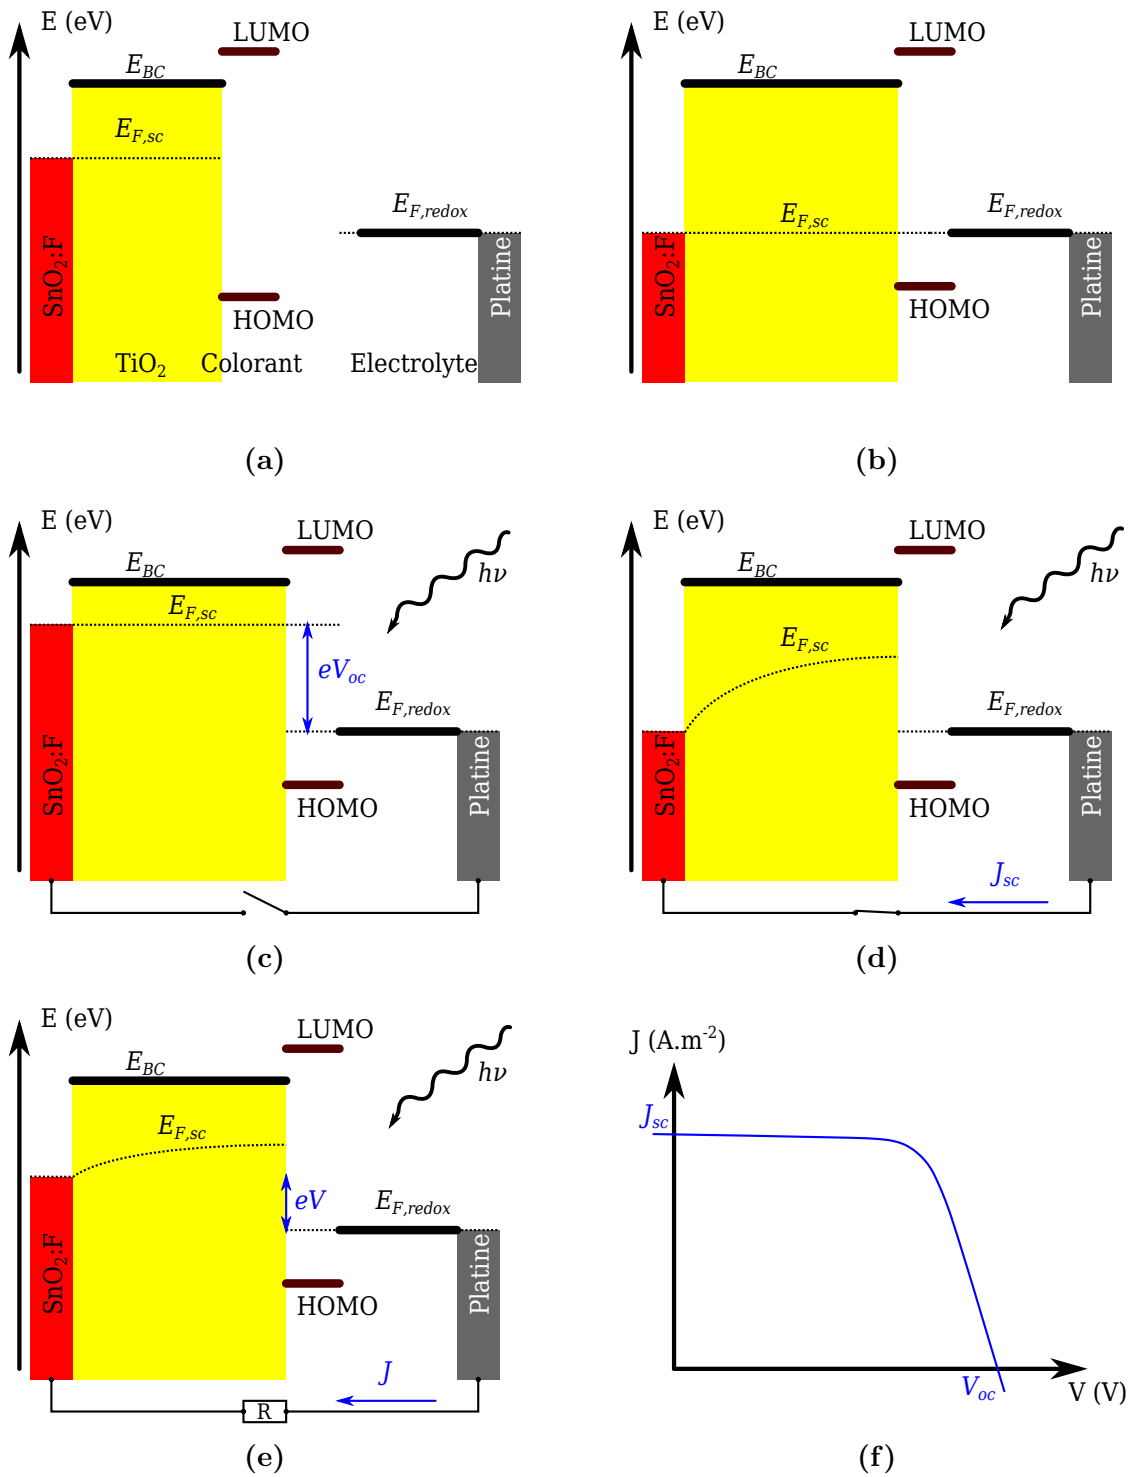 E (eV)
LUMO
E_BC
E_F,sc
E_F,redox
SnO₂:F
Platine
HOMO
TiO₂ Colorant Electrolyte
(a)
E (eV)
LUMO
E_BC
E_F,sc
E_F,redox
SnO₂:F
Platine
HOMO
(b)
E (eV)
LUMO
E_BC
hν
E_F,sc
eV_oc
E_F,redox
SnO₂:F
Platine
HOMO
(c)
E (eV)
LUMO
E_BC
hν
E_F,sc
E_F,redox
SnO₂:F
Platine
HOMO
J_sc
(d)
E (eV)
LUMO
E_BC
hν
E_F,sc
eV
E_F,redox
SnO₂:F
Platine
HOMO
J
R
(e)
J (A.m⁻²)
J_sc
V_oc
V (V)
(f)